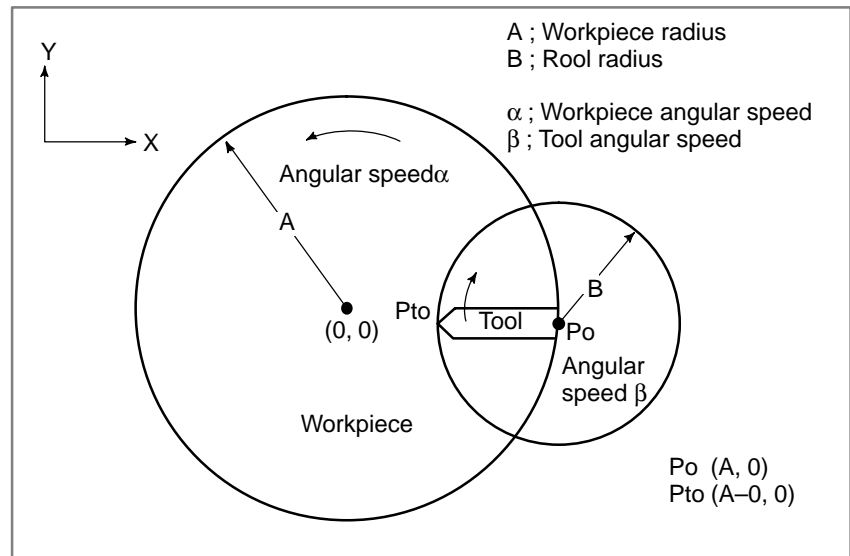 A ; Workpiece radius
B ; Rool radius
α ; Workpiece angular speed
β ; Tool angular speed
Y
X
Angular speedα
A
(0, 0)
Workpiece
Pto
Tool
B
Po
Angular
speed β
Po (A, 0)
Pto (A–0, 0)